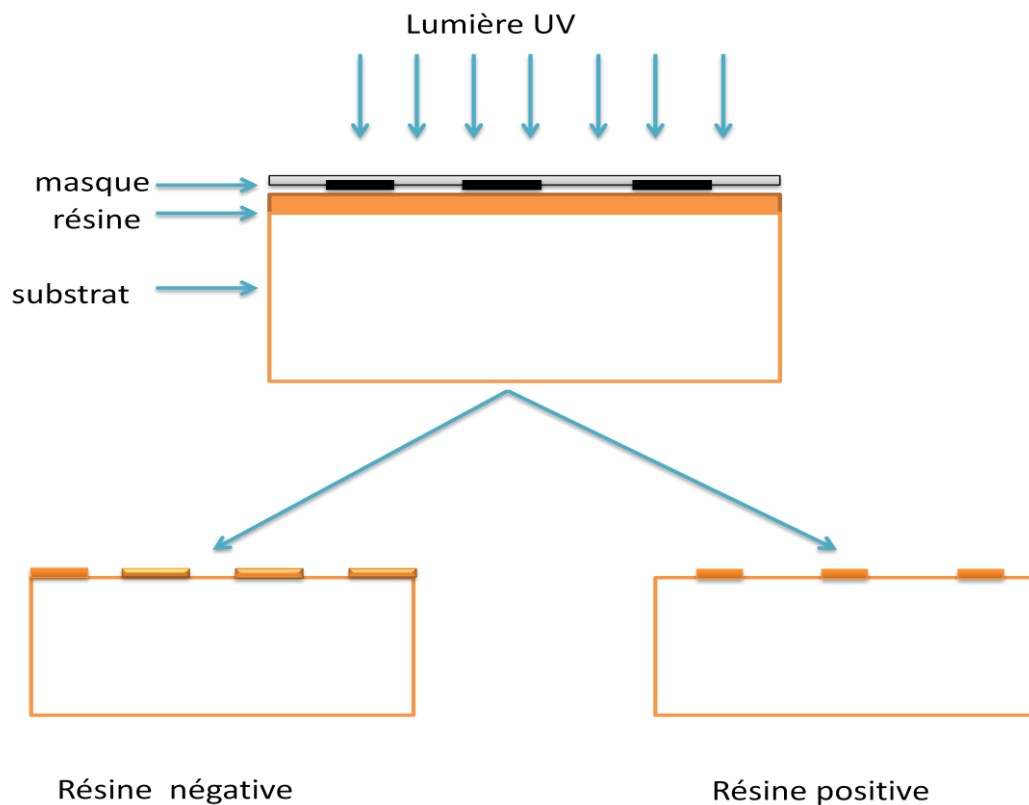 Lumière UV
masque
résine
substrat
Résine négative
Résine positive